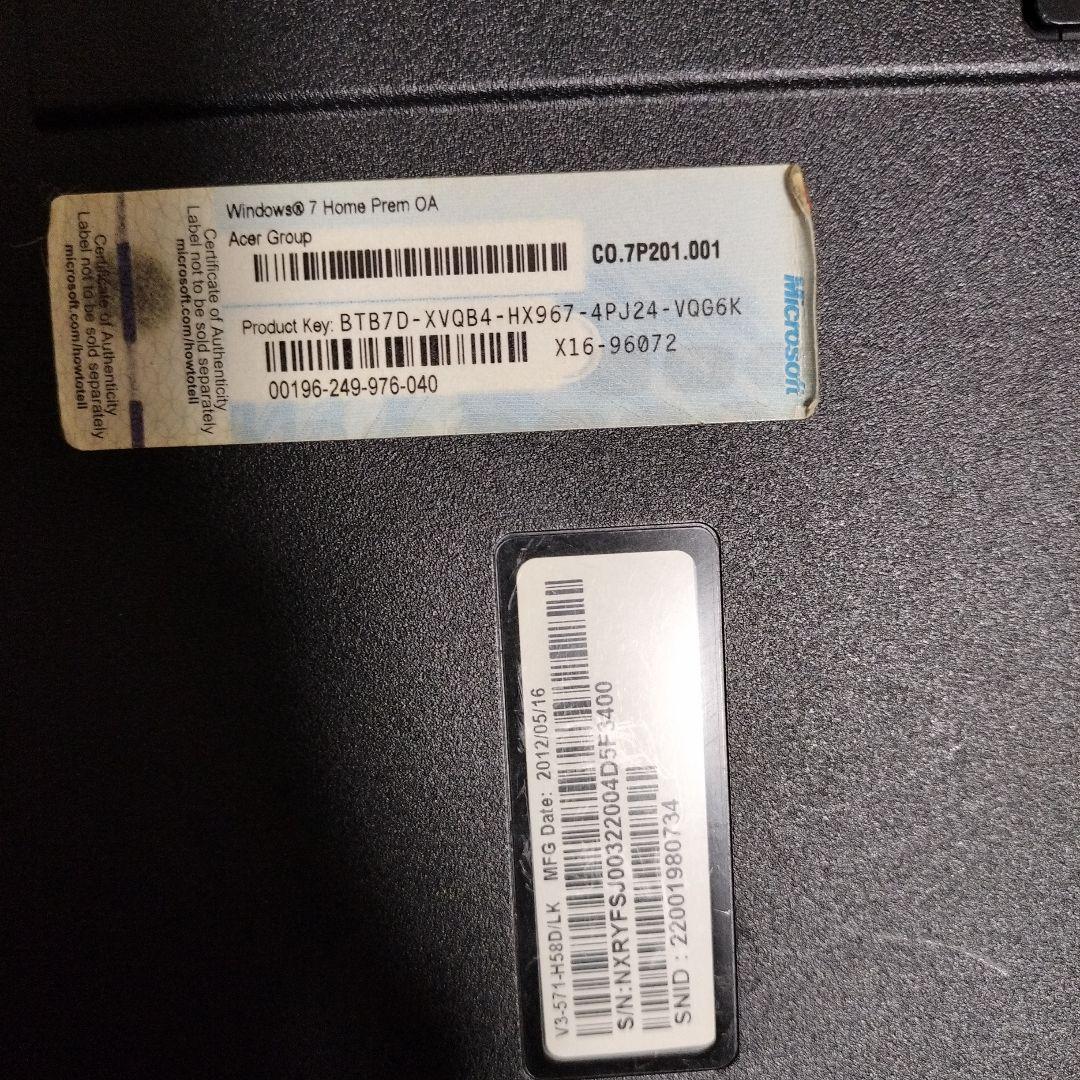 Windows® 7 Home Prem OA
Acer Group
CO.7P201.001
Product Key: BTB7D-XVQB4-HX967-4PJ24-VQG6K
X16-96072
00196-249-976-040
Microsoft
Certificate of Authenticity
Label not to be sold separately
microsoft.com/howtotell
Certificate of Authenticity
Label not to be sold separately
microsoft.com/howtotell
V3-571-H58D/LK MFG Date: 2012/05/16
S/N:NXRYFSJ00322004D5F3400
SNID : 22001980734